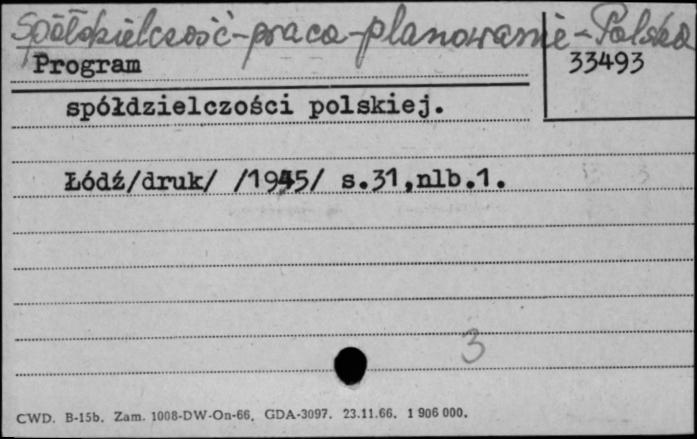 Spółdzielczość - praca - planowanie - Polska
Program
33493
spółdzielczości polskiej.
Łódź/druk/ /1945/ s.31,nlb.1.
3
CWD. B-15b. Zam. 1008-DW-On-66. GDA-3097. 23.11.66. 1 906 000.